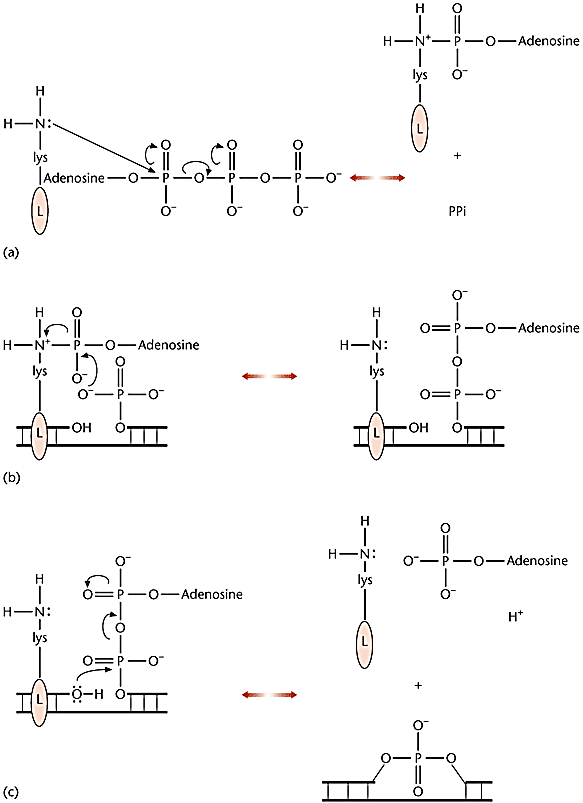 H
H N:
O O O
lys
Adenosine O P O P O P O⁻
O⁻ O⁻ O⁻
L
H O
H N⁺ P O Adenosine
lys O⁻
L
+
PPi
(a)
H O
H N⁺ P O Adenosine
O⁻ O
lys
O⁻ P O⁻
L OH O
O⁻
O P O Adenosine
H
H N: O
lys
O P O⁻
L OH O
(b)
O⁻
O P O Adenosine
H
H N: O
lys
O P O⁻
L O H O
H O
H N: O⁻ P O Adenosine
lys O⁻
H⁺
L
+
O⁻
O P O
O
(c)